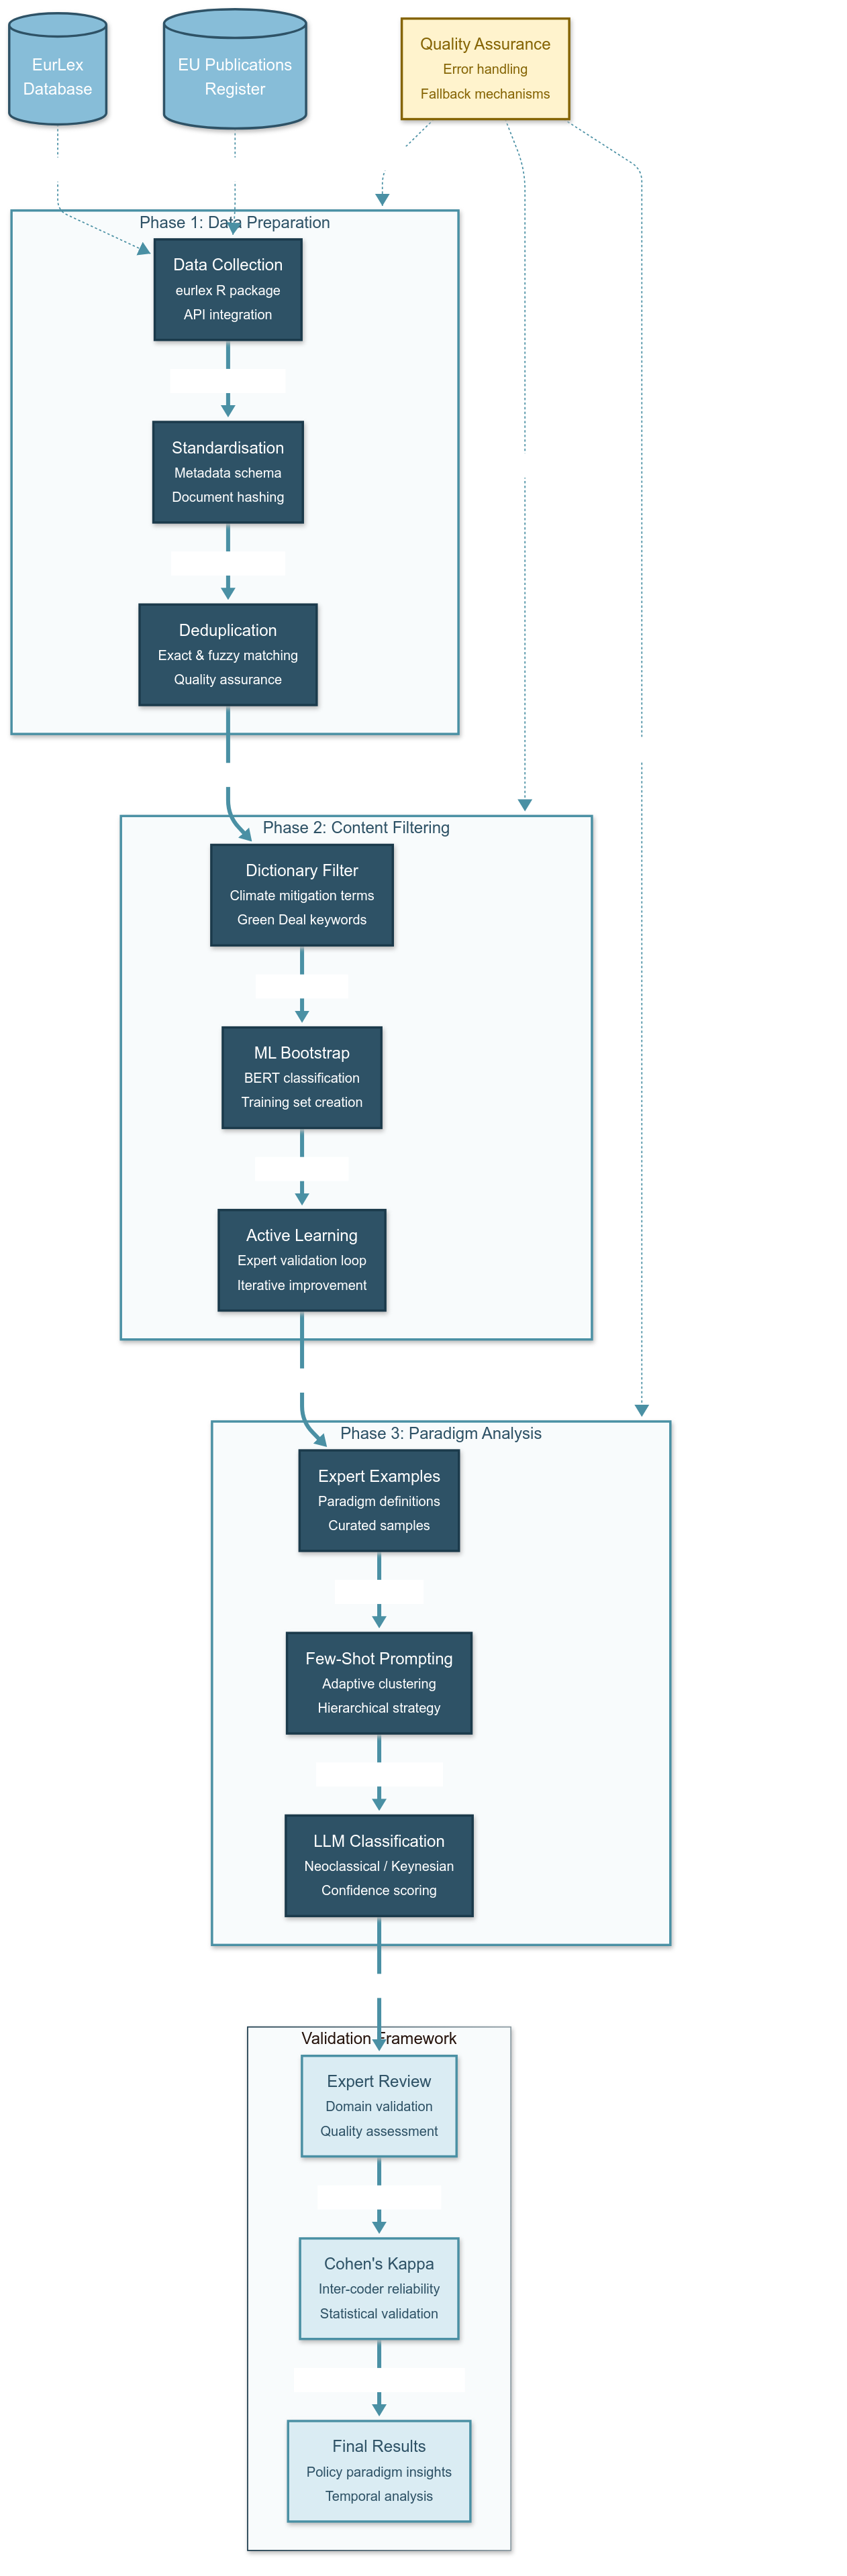 EurLex
Database
EU Publications
Register
Quality Assurance
Error handling
Fallback mechanisms
Phase 1: Data Preparation
Data Collection
eurlex R package
API integration
Standardisation
Metadata schema
Document hashing
Deduplication
Exact & fuzzy matching
Quality assurance
Phase 2: Content Filtering
Dictionary Filter
Climate mitigation terms
Green Deal keywords
ML Bootstrap
BERT classification
Training set creation
Active Learning
Expert validation loop
Iterative improvement
Phase 3: Paradigm Analysis
Expert Examples
Paradigm definitions
Curated samples
Few-Shot Prompting
Adaptive clustering
Hierarchical strategy
LLM Classification
Neoclassical / Keynesian
Confidence scoring
Validation Framework
Expert Review
Domain validation
Quality assessment
Cohen's Kappa
Inter-coder reliability
Statistical validation
Final Results
Policy paradigm insights
Temporal analysis